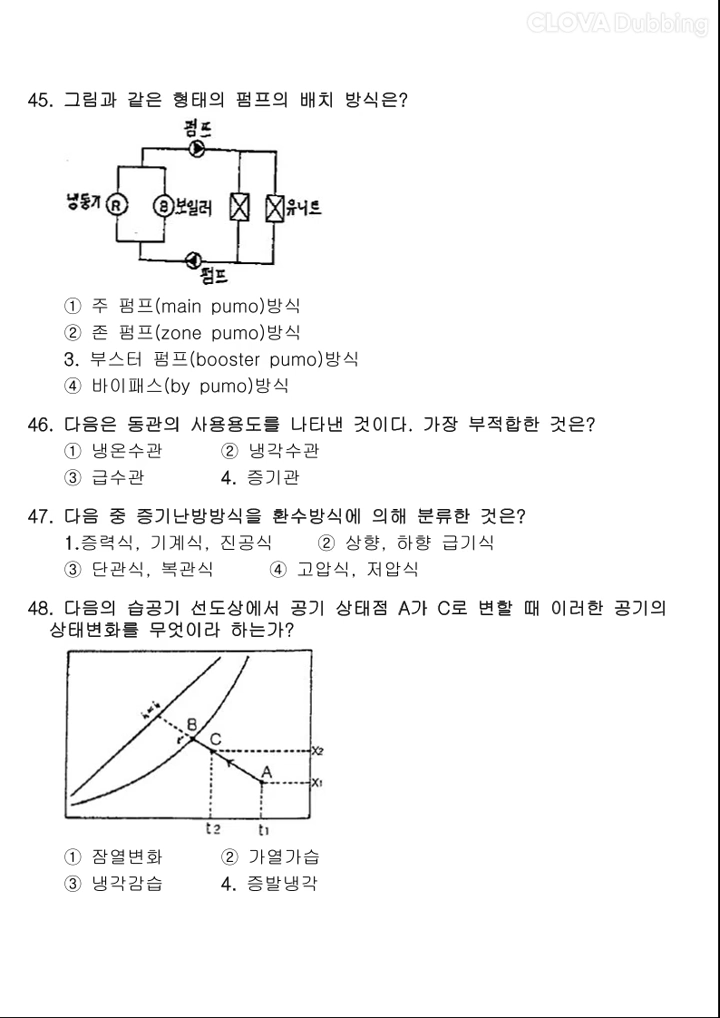 CLOVA Dubbing
45. 그림과 같은 형태의 펌프의 배치 방식은?
펌프
냉동기 R B 보일러 유니트
펌프
① 주 펌프(main pumo)방식
② 존 펌프(zone pumo)방식
3. 부스터 펌프(booster pumo)방식
④ 바이패스(by pumo)방식
46. 다음은 동관의 사용용도를 나타낸 것이다. 가장 부적합한 것은?
① 냉온수관 ② 냉각수관
③ 급수관 4. 증기관
47. 다음 중 증기난방방식을 환수방식에 의해 분류한 것은?
1.중력식, 기계식, 진공식 ② 상향, 하향 급기식
③ 단관식, 복관식 ④ 고압식, 저압식
48. 다음의 습공기 선도상에서 공기 상태점 A가 C로 변할 때 이러한 공기의
상태변화를 무엇이라 하는가?
B
C X2
A
X1
t2 t1
① 잠열변화 ② 가열가습
③ 냉각감습 4. 증발냉각